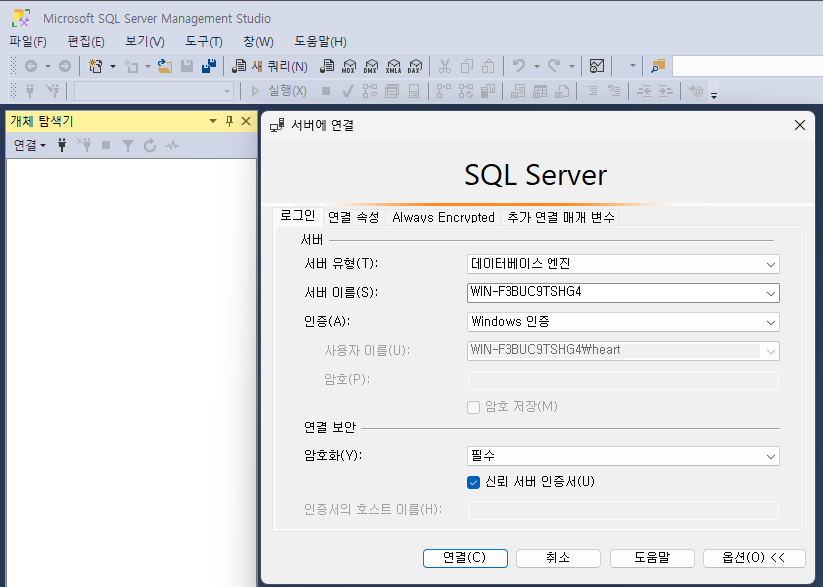 Microsoft SQL Server Management Studio
파일(F) 편집(E) 보기(V) 도구(T) 창(W) 도움말(H)
새 쿼리(N) MDX DMX XMLA DAX
실행(X)
개체 탐색기
연결
서버에 연결
SQL Server
로그인 연결 속성 Always Encrypted 추가 연결 매개 변수
서버
서버 유형(T): 데이터베이스 엔진
서버 이름(S): WIN-F3BUC9TSHG4
인증(A): Windows 인증
사용자 이름(U): WIN-F3BUC9TSHG4₩heart
암호(P):
암호 저장(M)
연결 보안
암호화(Y): 필수
신뢰 서버 인증서(U)
인증서의 호스트 이름(H):
연결(C) 취소 도움말 옵션(O) <<